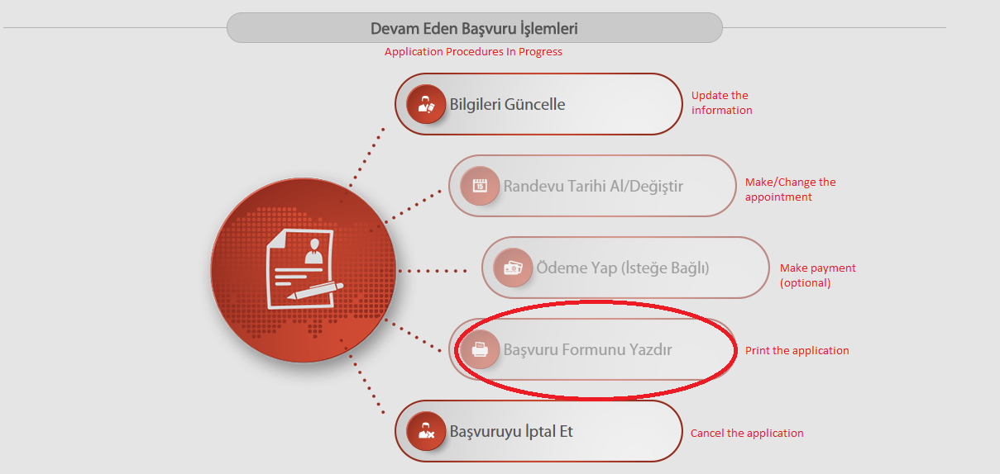 Devam Eden Başvuru İşlemleri
Application Procedures In Progress
Bilgileri Güncelle
Update the
information
15
Randevu Tarihi Al/Değiştir
Make/Change the
appointment
Ödeme Yap (İsteğe Bağlı)
Make payment
(optional)
Başvuru Formunu Yazdır
Print the application
Başvuruyu İptal Et
Cancel the application